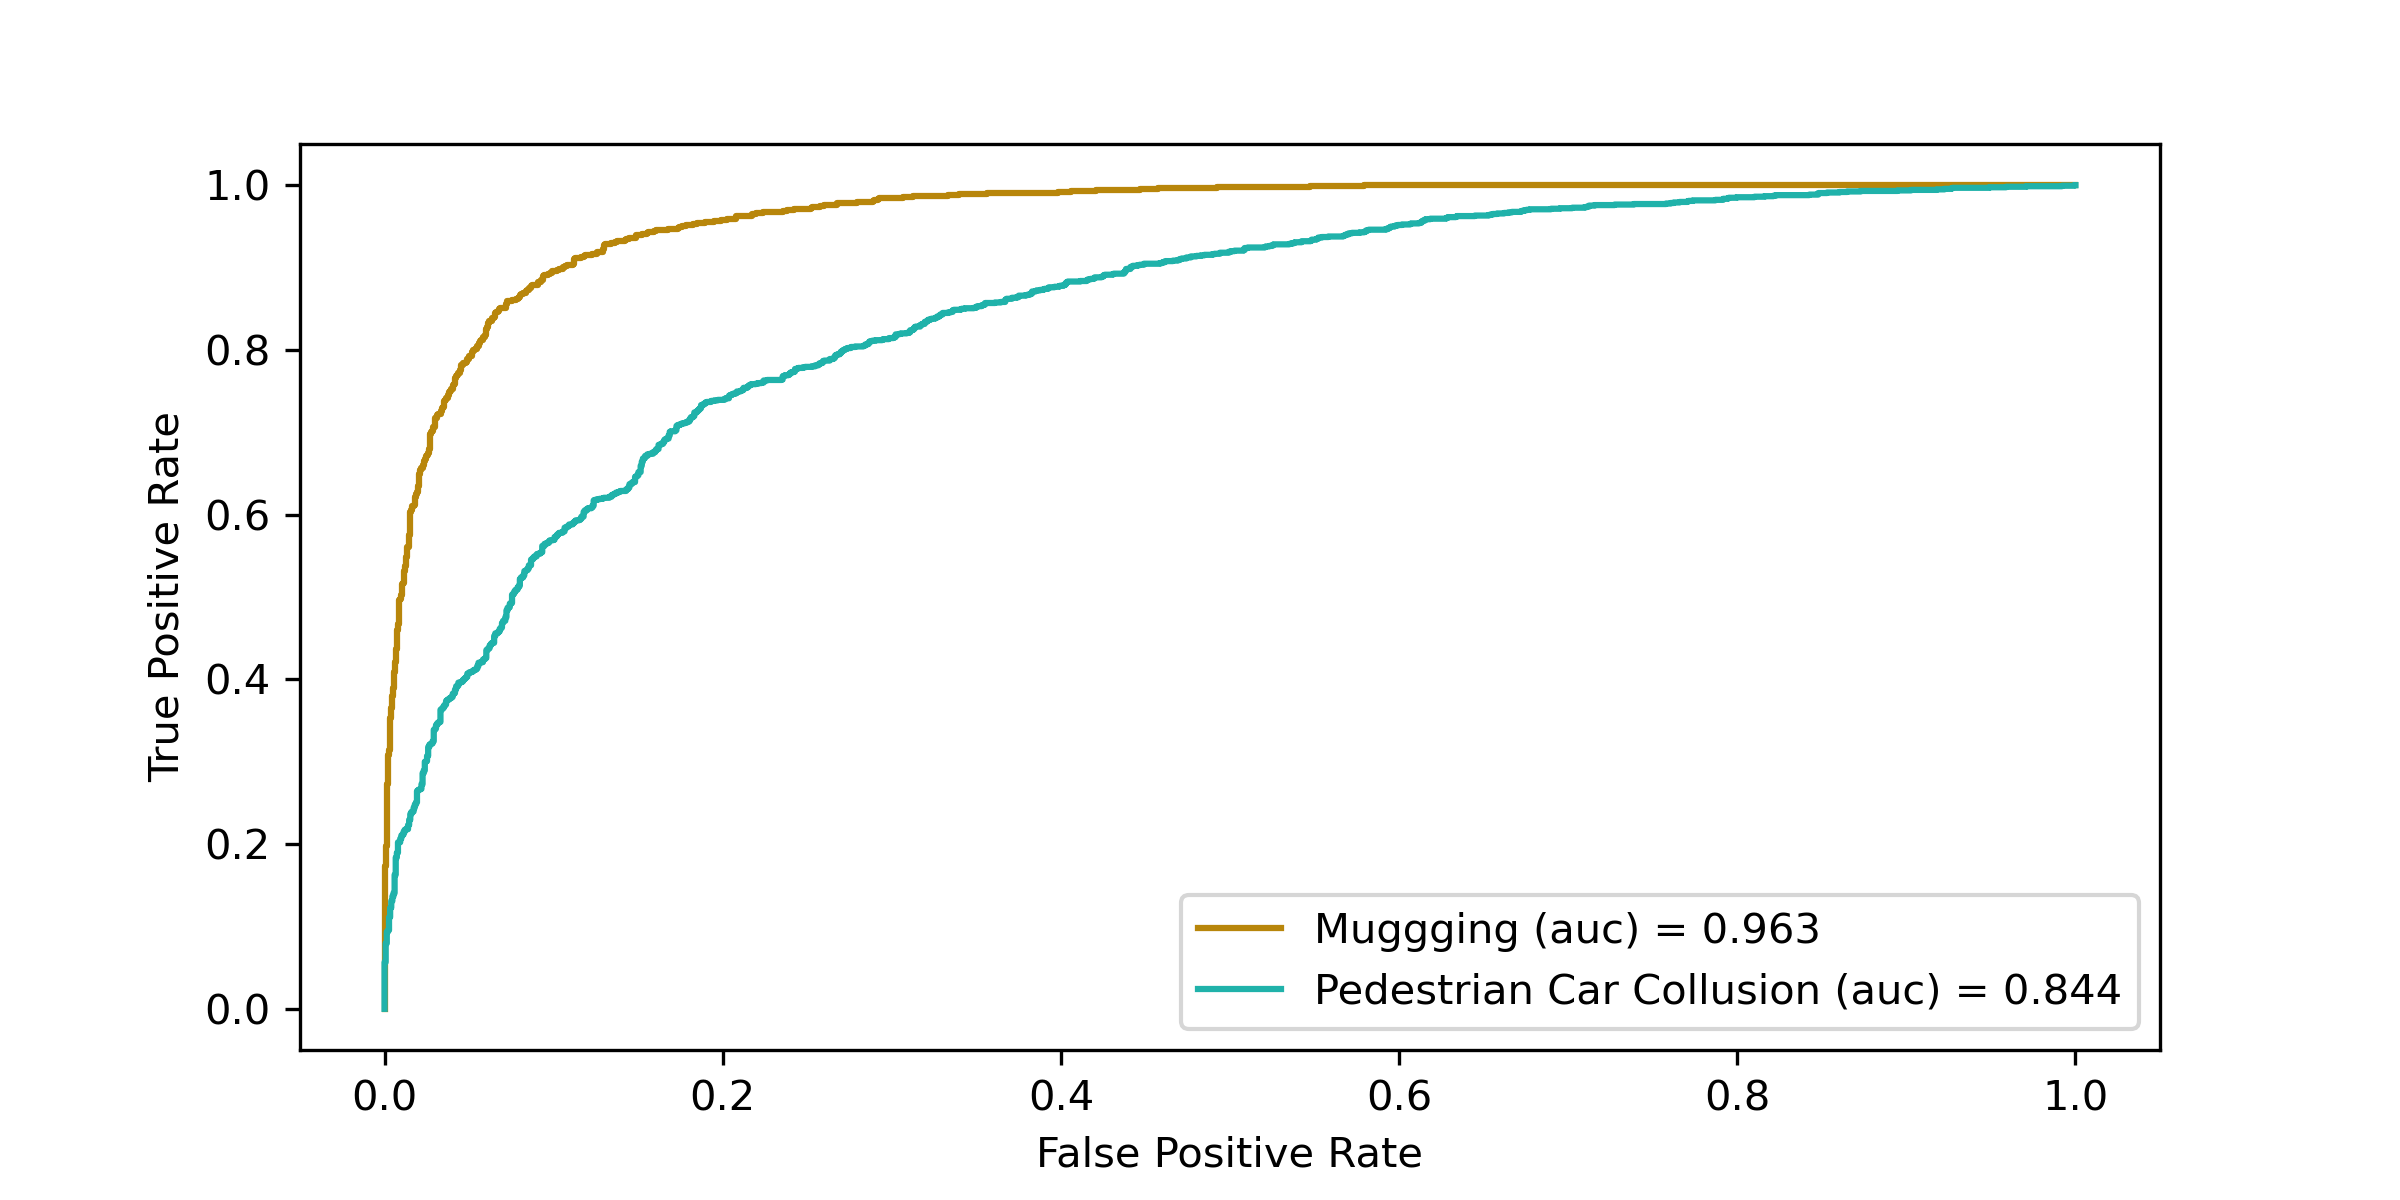 1.0
0.8
0.6
0.4
0.2
0.0
True Positive Rate
Muggging (auc) = 0.963
Pedestrian Car Collusion (auc) = 0.844
0.0 0.2 0.4 0.6 0.8 1.0
False Positive Rate